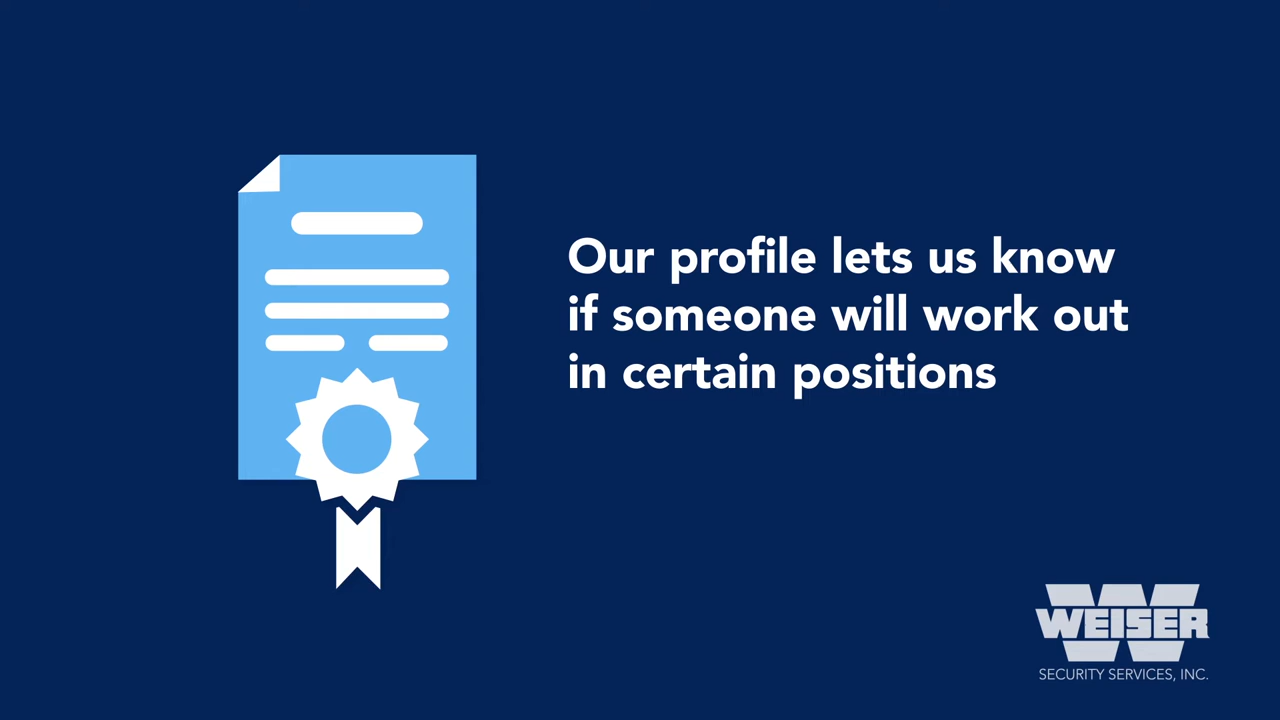 Our profile lets us know
if someone will work out
in certain positions
WEISER
SECURITY SERVICES, INC.